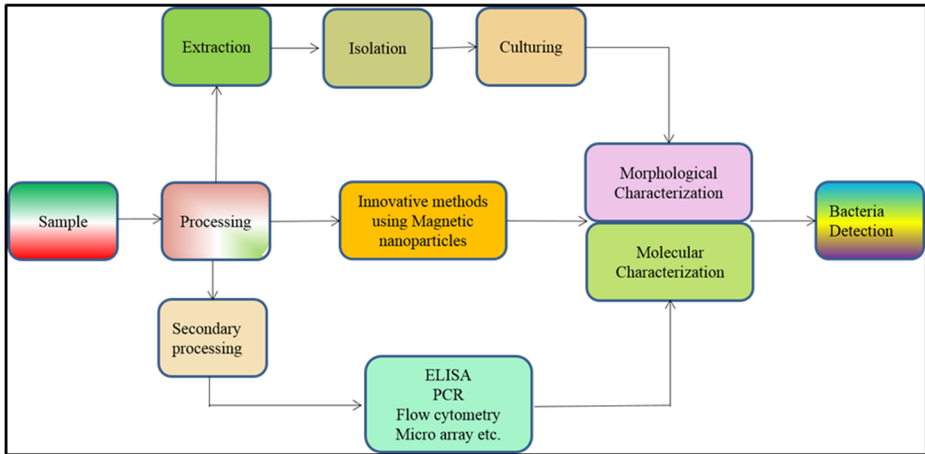 Extraction
Isolation
Culturing
Sample
Processing
Innovative methods
using Magnetic
nanoparticles
Morphological
Characterization
Molecular
Characterization
Bacteria
Detection
Secondary
processing
ELISA
PCR
Flow cytometry
Micro array etc.